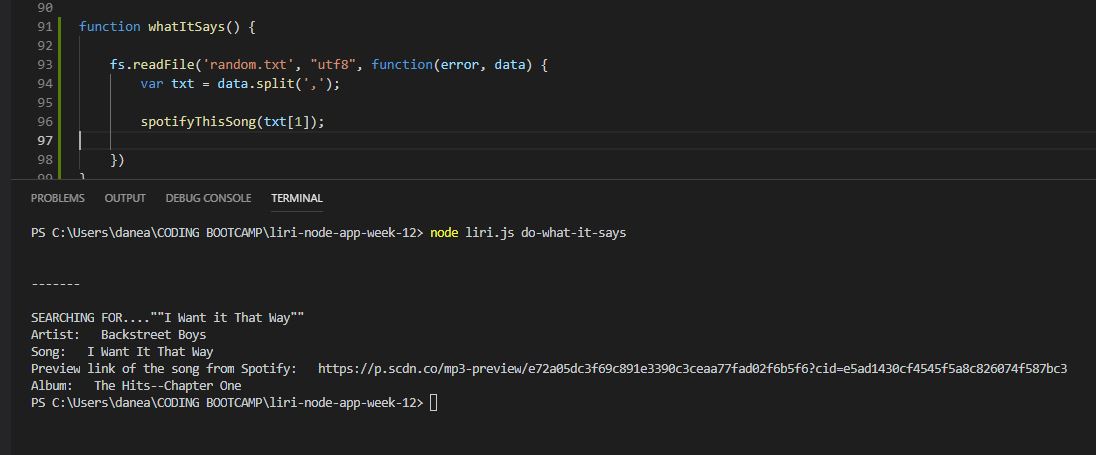 90
91 function whatItSays() {
92
93 fs.readFile('random.txt', "utf8", function(error, data) {
94 var txt = data.split(',');
95
96 spotifyThisSong(txt[1]);
97
98 })
99 }
PROBLEMS OUTPUT DEBUG CONSOLE TERMINAL
PS C:\Users\danea\CODING BOOTCAMP\liri-node-app-week-12> node liri.js do-what-it-says
-------
SEARCHING FOR....""I Want it That Way""
Artist: Backstreet Boys
Song: I Want It That Way
Preview link of the song from Spotify: https://p.scdn.co/mp3-preview/e72a05dc3f69c891e3390c3ceaa77fad02f6b5f6?cid=e5ad1430cf4545f5a8c826074f587bc3
Album: The Hits--Chapter One
PS C:\Users\danea\CODING BOOTCAMP\liri-node-app-week-12>